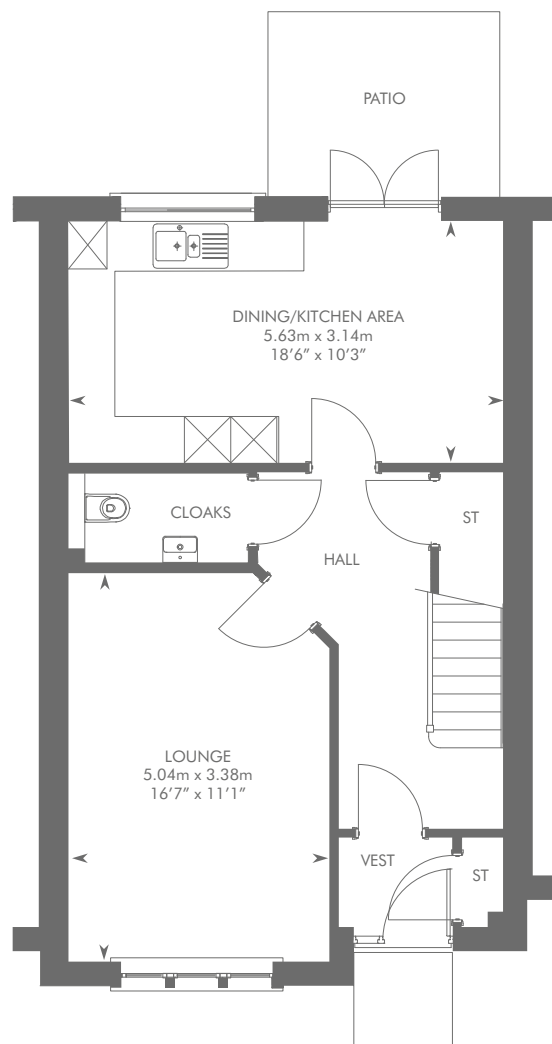 PATIO
DINING/KITCHEN AREA
5.63m x 3.14m
18'6" x 10'3"
CLOAKS
ST
HALL
LOUNGE
5.04m x 3.38m
16'7" x 11'1"
VEST
ST